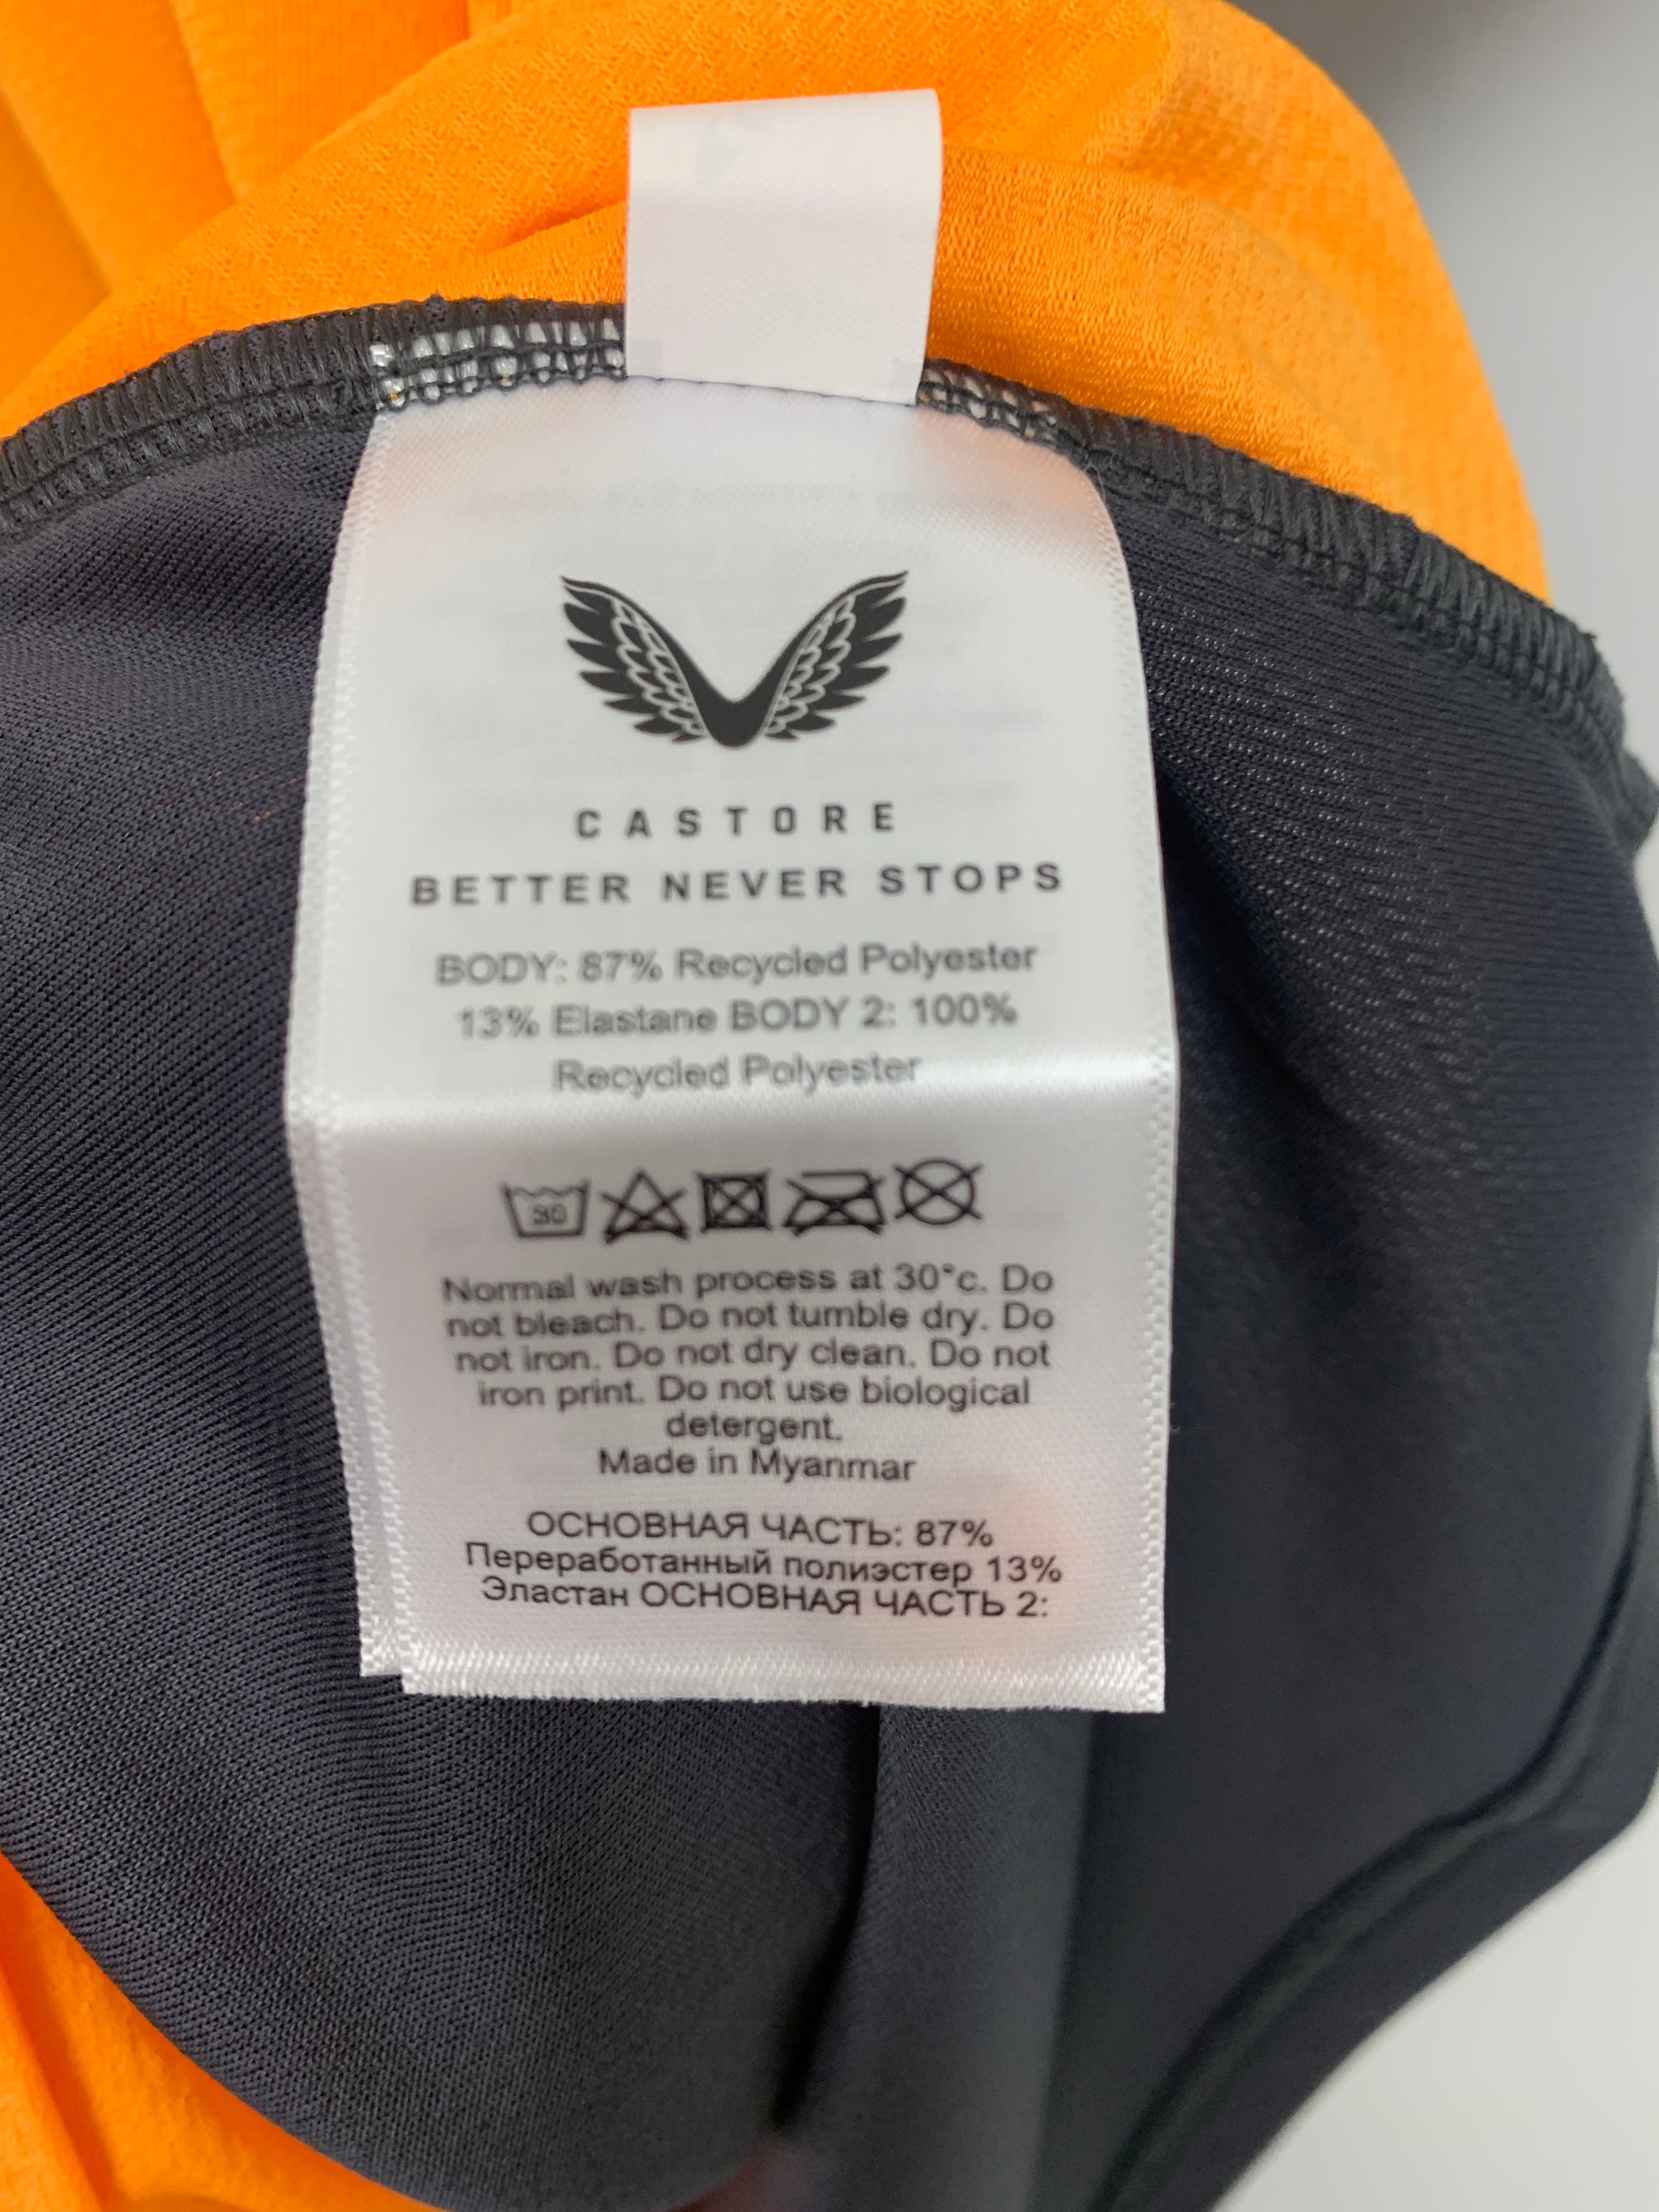 CASTORE
BETTER NEVER STOPS
BODY: 87% Recycled Polyester
13% Elastane BODY 2: 100%
Recycled Polyester
30
Normal wash process at 30°c. Do
not bleach. Do not tumble dry. Do
not iron. Do not dry clean. Do not
iron print. Do not use biological
detergent.
Made in Myanmar
ОСНОВНАЯ ЧАСТЬ: 87%
Переработанный полиэстер 13%
Эластан ОСНОВНАЯ ЧАСТЬ 2: